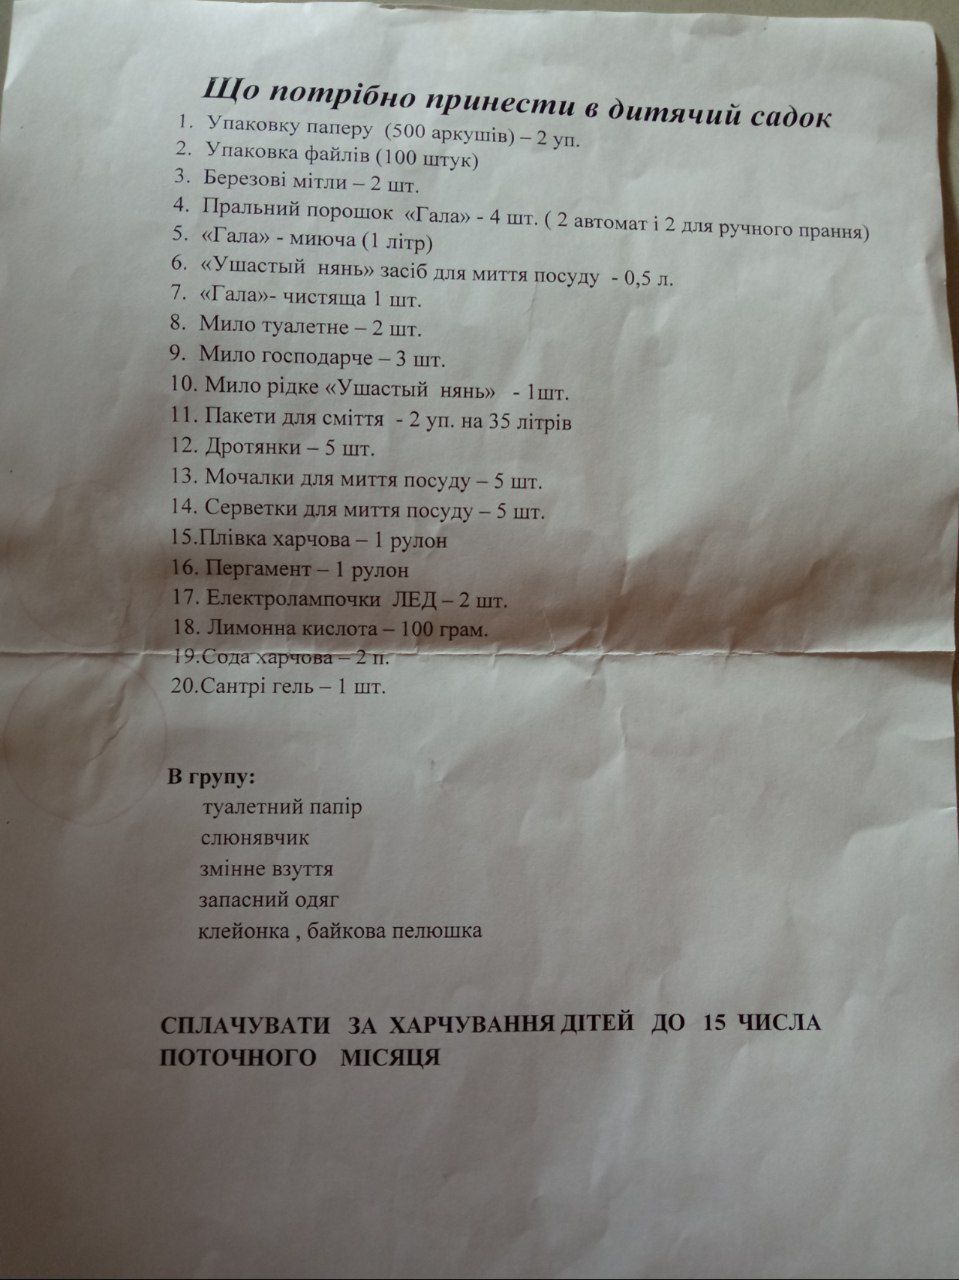 Що потрібно принести в дитячий садок
1. Упаковку паперу (500 аркушів) – 2 уп.
2. Упаковка файлів (100 штук)
3. Березові мітли – 2 шт.
4. Пральний порошок «Гала» - 4 шт. ( 2 автомат і 2 для ручного прання)
5. «Гала» - миюча (1 літр)
6. «Ушастый нянь» засіб для миття посуду - 0,5 л.
7. «Гала»- чистяща 1 шт.
8. Мило туалетне – 2 шт.
9. Мило господарче – 3 шт.
10. Мило рідке «Ушастый нянь» - 1шт.
11. Пакети для сміття - 2 уп. на 35 літрів
12. Дротянки – 5 шт.
13. Мочалки для миття посуду – 5 шт.
14. Серветки для миття посуду – 5 шт.
15.Плівка харчова – 1 рулон
16. Пергамент – 1 рулон
17. Електролампочки ЛЕД – 2 шт.
18. Лимонна кислота – 100 грам.
19.Сода харчова – 2 п.
20.Сантрі гель – 1 шт.
В групу:
туалетний папір
слюнявчик
змінне взуття
запасний одяг
клейонка , байкова пелюшка
СПЛАЧУВАТИ ЗА ХАРЧУВАННЯ ДІТЕЙ ДО 15 ЧИСЛА
ПОТОЧНОГО МІСЯЦЯ